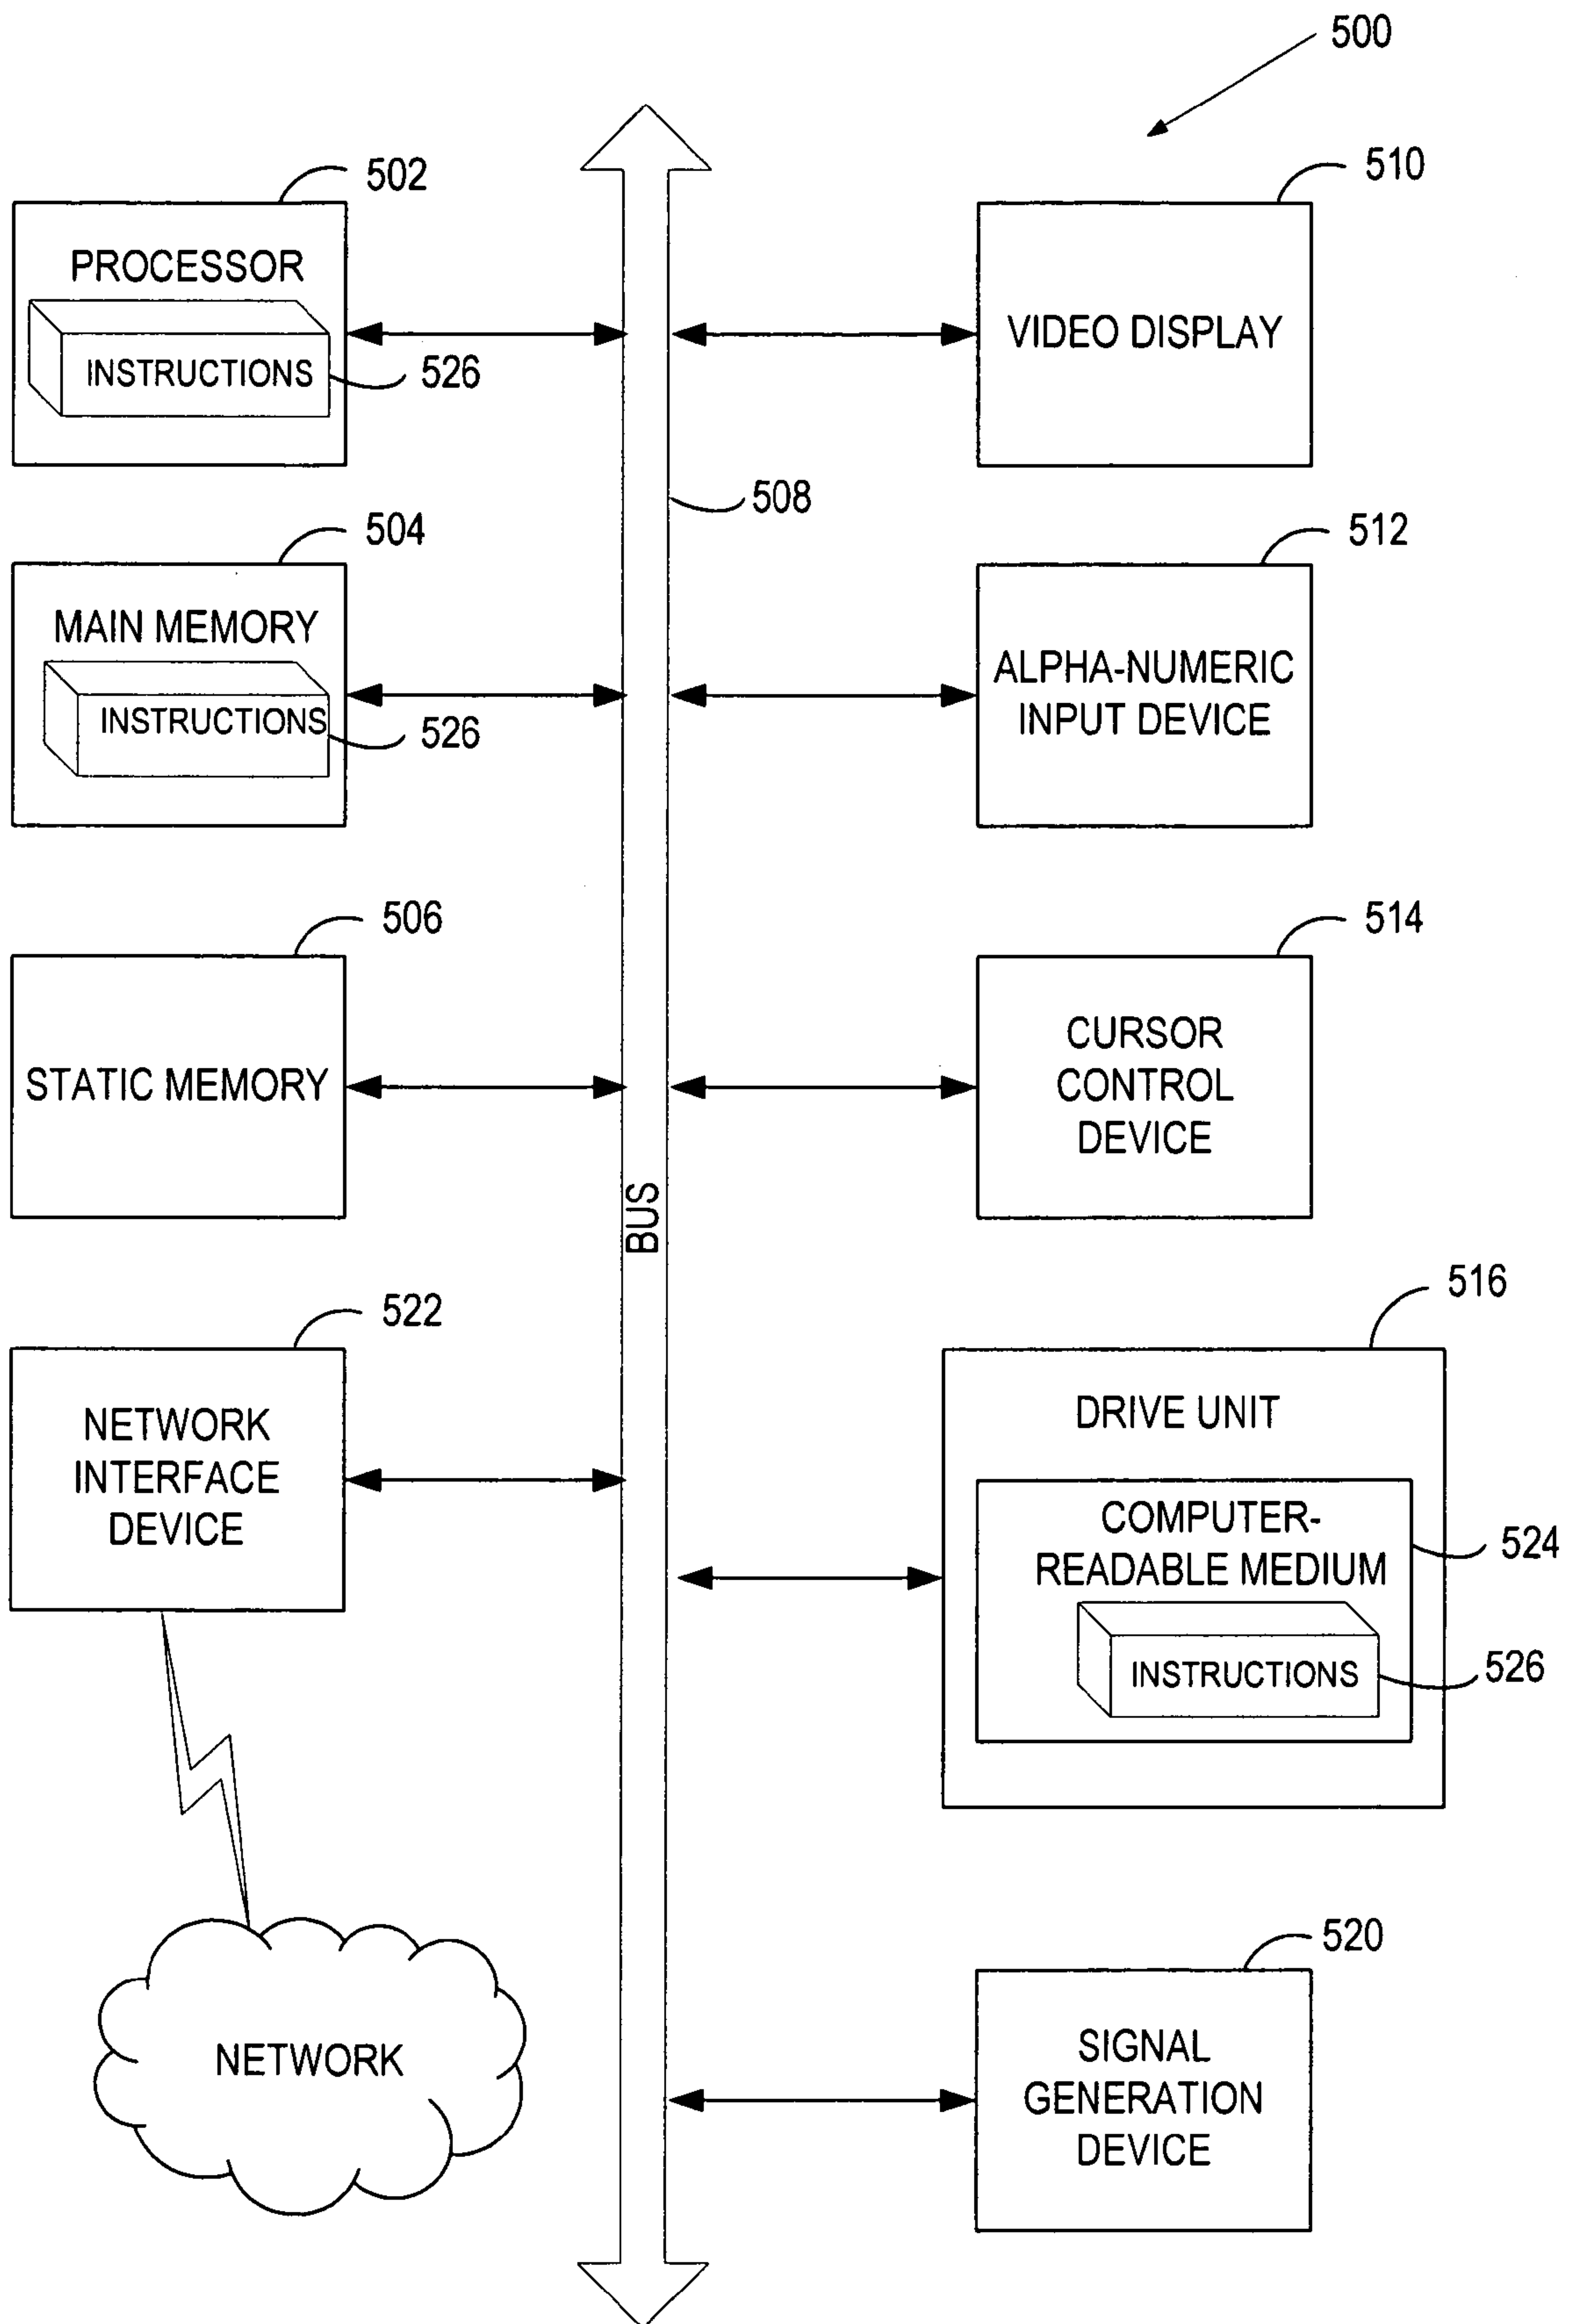 500
502
PROCESSOR
INSTRUCTIONS
526
510
VIDEO DISPLAY
508
504
MAIN MEMORY
INSTRUCTIONS
526
512
ALPHA-NUMERIC
INPUT DEVICE
506
STATIC MEMORY
514
CURSOR
CONTROL
DEVICE
BUS
522
NETWORK
INTERFACE
DEVICE
516
DRIVE UNIT
COMPUTER-
READABLE MEDIUM
524
INSTRUCTIONS
526
NETWORK
520
SIGNAL
GENERATION
DEVICE